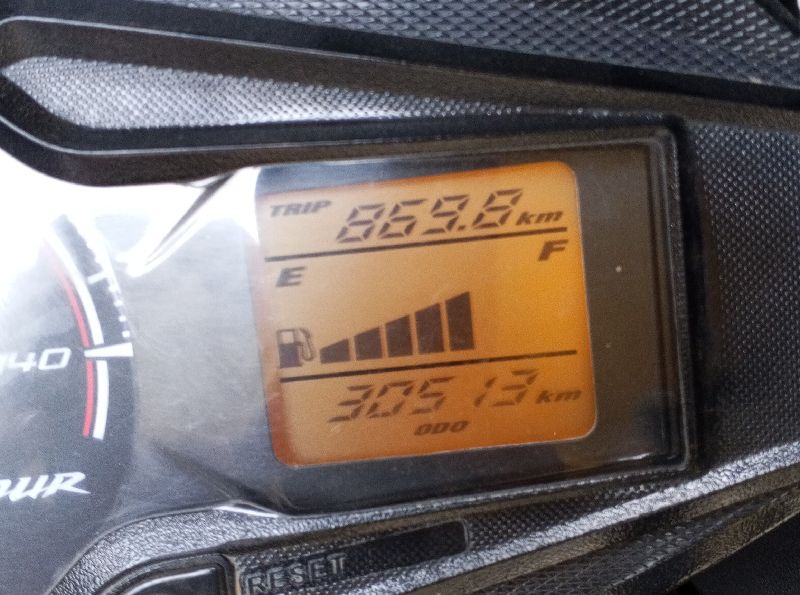 TRIP 869.8 km
E F
30513 km
ODO
140
RESET